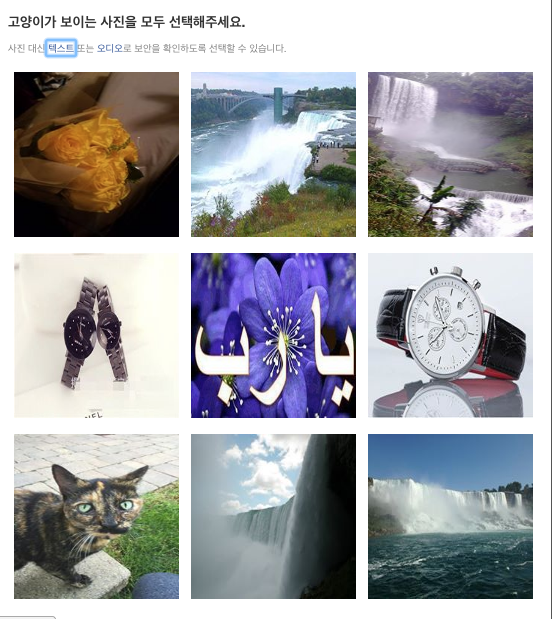 고양이가 보이는 사진을 모두 선택해주세요.
사진 대신 텍스트 또는 오디오로 보안을 확인하도록 선택할 수 있습니다.
يارب